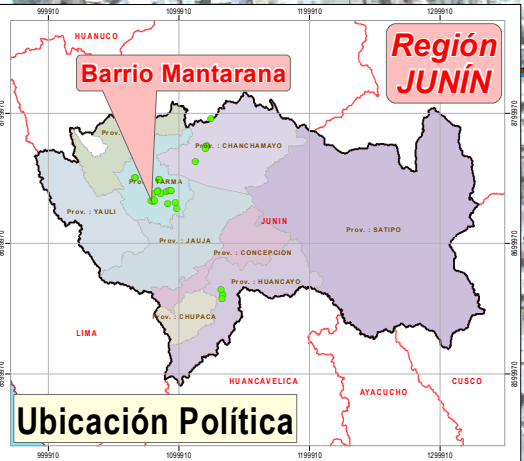 999910 1099910 1199910 1299910
HUANUCO
Región
JUNÍN
Barrio Mantarana
8799970 8799970
Prov. :
Prov. : CHANCHAMAYO
Prov. : TARMA
Prov. : YAULI
JUNIN
Prov. : SATIPO
Prov. : JAUJA
8699970 8699970
Prov. : CONCEPCIÓN
Prov. : HUANCAYO
Prov. : CHUPACA
LIMA
8599970 8599970
HUANCAVELICA
CUSCO
AYACUCHO
Ubicación Política
999910 1099910 1199910 1299910